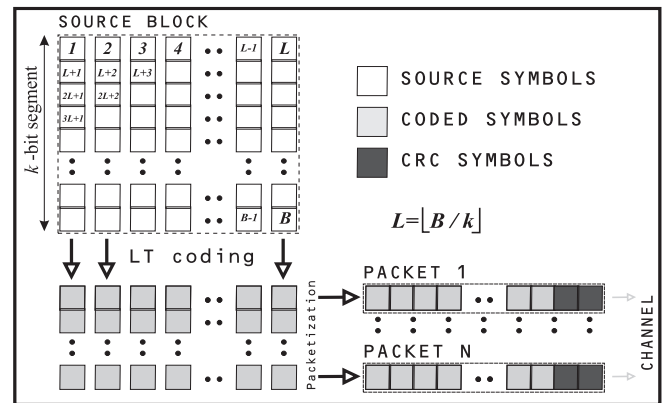 SOURCE BLOCK
1 2 3 4 L-1 L
L+1 L+2 L+3
2L+1 2L+2
3L+1
B-1 B
k-bit segment
SOURCE SYMBOLS
CODED SYMBOLS
CRC SYMBOLS
L=⌊B/k⌋
LT coding
Packetization
PACKET 1
PACKET N
CHANNEL